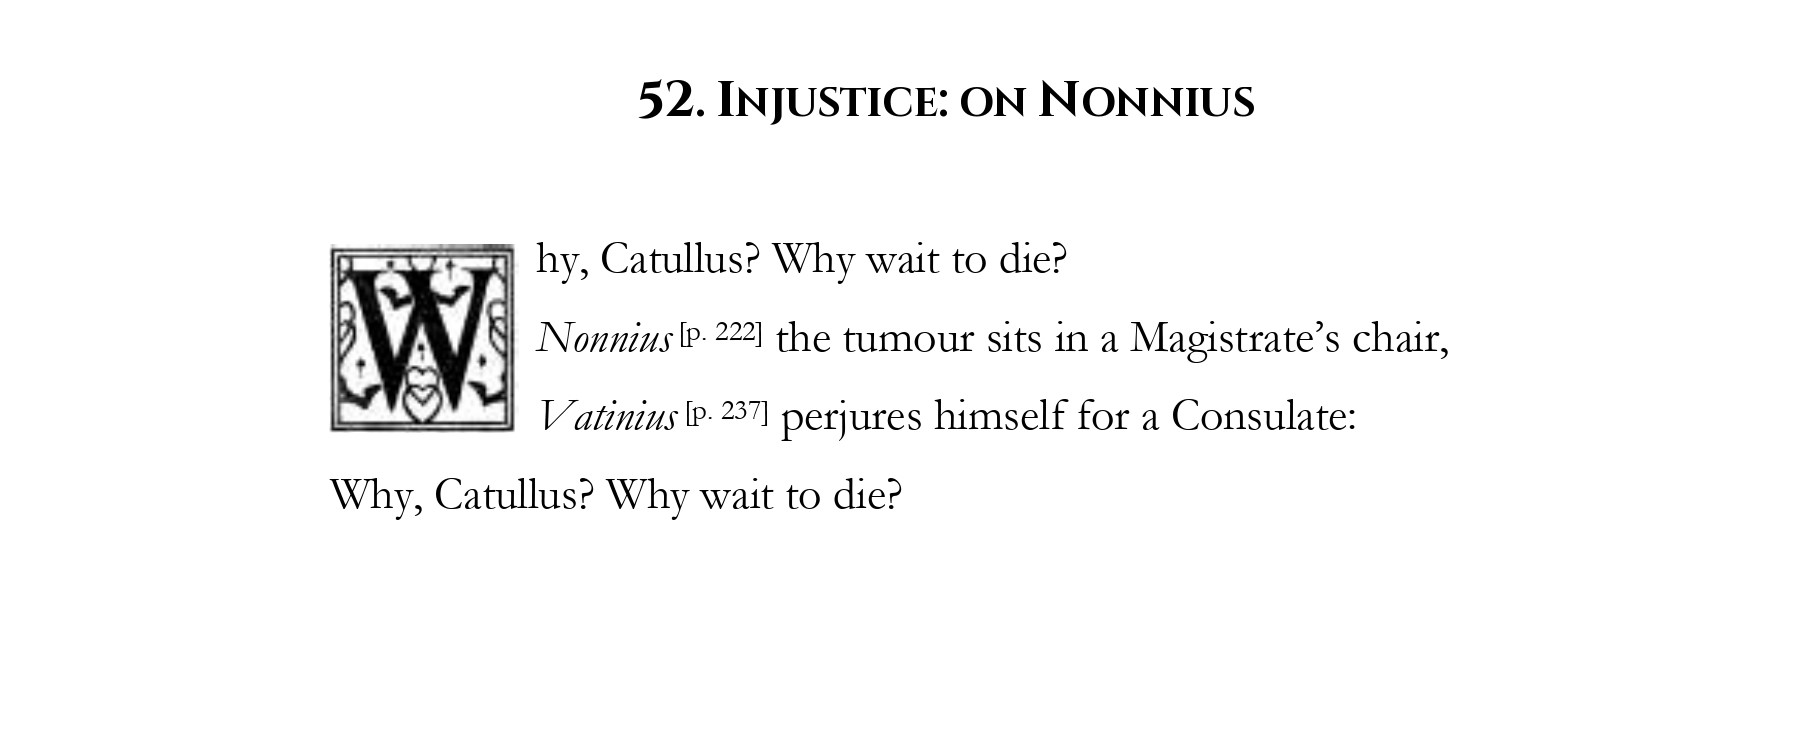 52. Injustice: on Nonnius
Why, Catullus? Why wait to die?
Nonnius [p. 222] the tumour sits in a Magistrate’s chair,
Vatinius [p. 237] perjures himself for a Consulate:
Why, Catullus? Why wait to die?